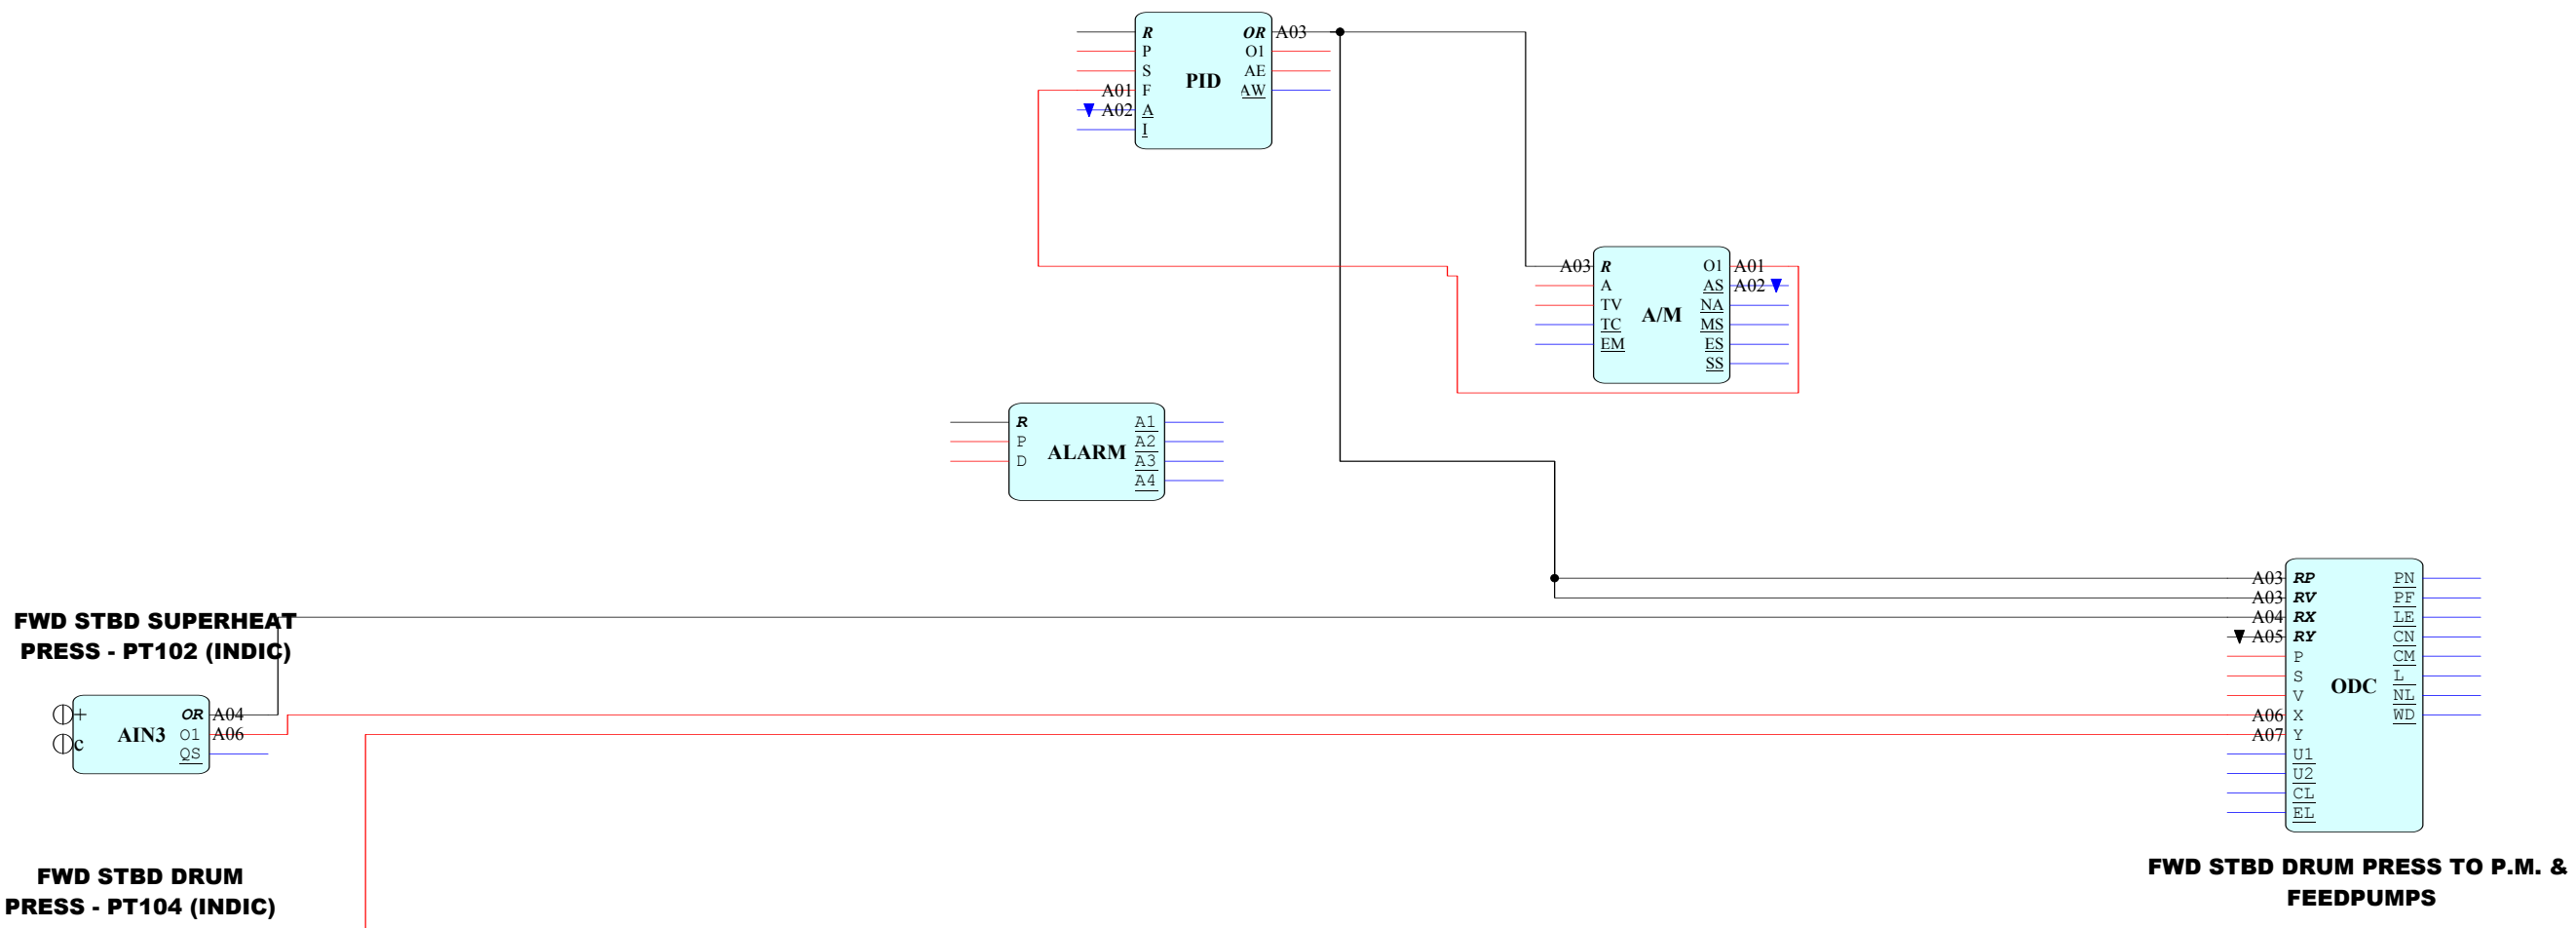 R OR A03
P O1
S PID AE
A01 F AW
A02 A
I
A03 R O1 A01
A AS A02
TV A/M NA
TC MS
EM ES
SS
R A1
P ALARM A2
D A3
A4
A03 RP PN
A03 RV PF
A04 RX LE
A05 RY CN
P CM
S ODC L
V NL
A06 X WD
A07 Y
U1
U2
CL
EL
FWD STBD SUPERHEAT
PRESS - PT102 (INDIC)
+ OR A04
c AIN3 O1 A06
QS
FWD STBD DRUM
PRESS - PT104 (INDIC)
FWD STBD DRUM PRESS TO P.M. &
FEEDPUMPS